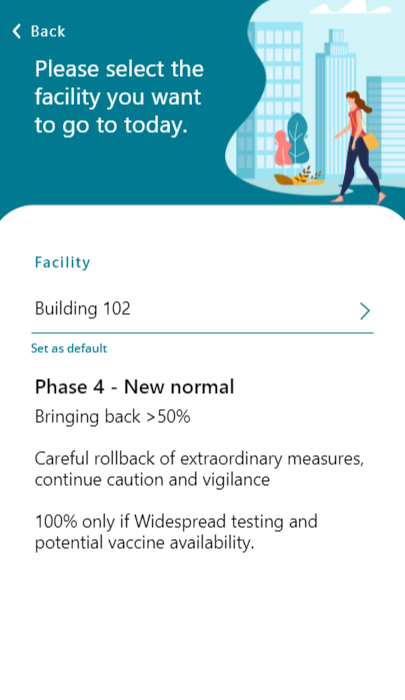 Back
Please select the
facility you want
to go to today.
Facility
Building 102
Set as default
Phase 4 - New normal
Bringing back >50%
Careful rollback of extraordinary measures,
continue caution and vigilance
100% only if Widespread testing and
potential vaccine availability.